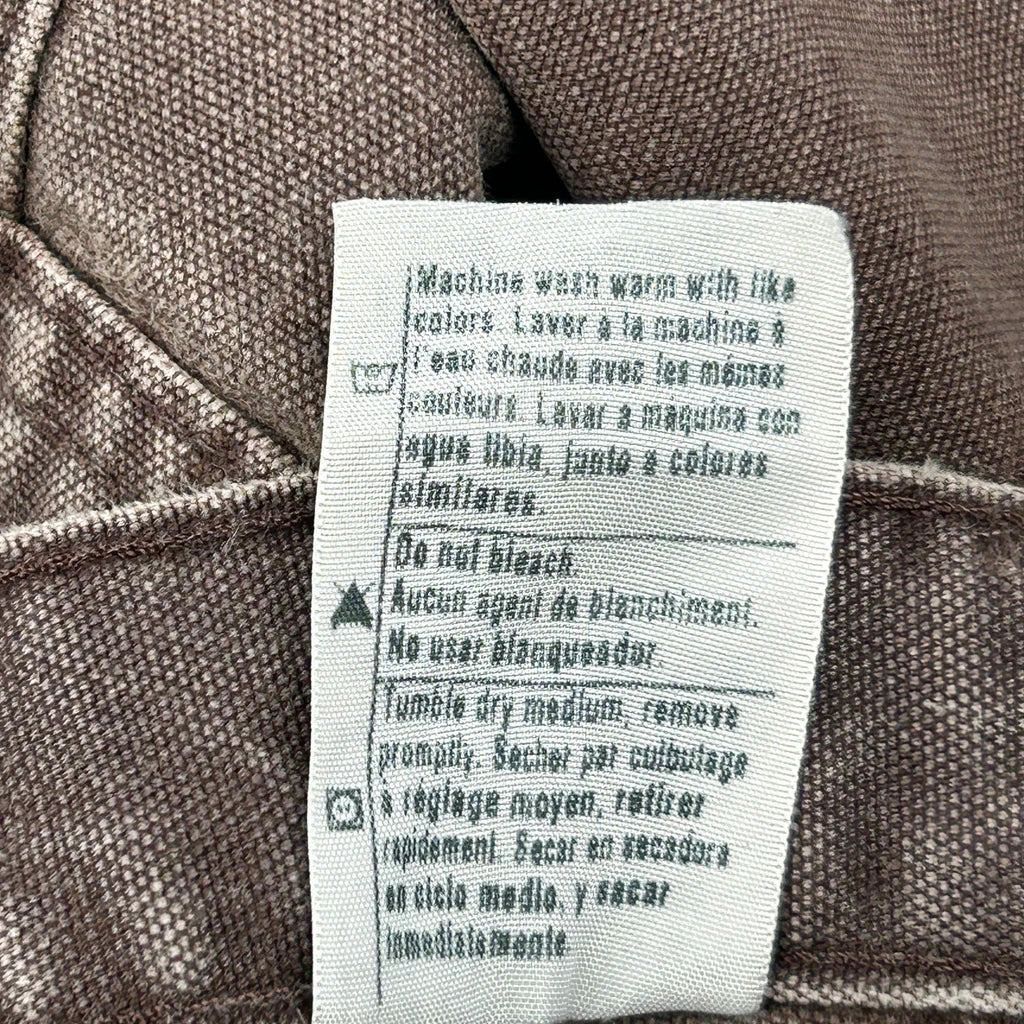 Machine wash warm with like
colors. Laver à la machine à
l'eau chaude avec les mêmes
couleurs. Lavar a máquina con
agua tibia, junto a colores
similares.
Do not bleach.
Aucun agent de blanchiment.
No usar blanqueador.
Tumble dry medium, remove
promptly. Sécher par culbutage
à réglage moyen, retirer
rapidement. Secar en secadora
en ciclo medio, y sacar
inmediatamente